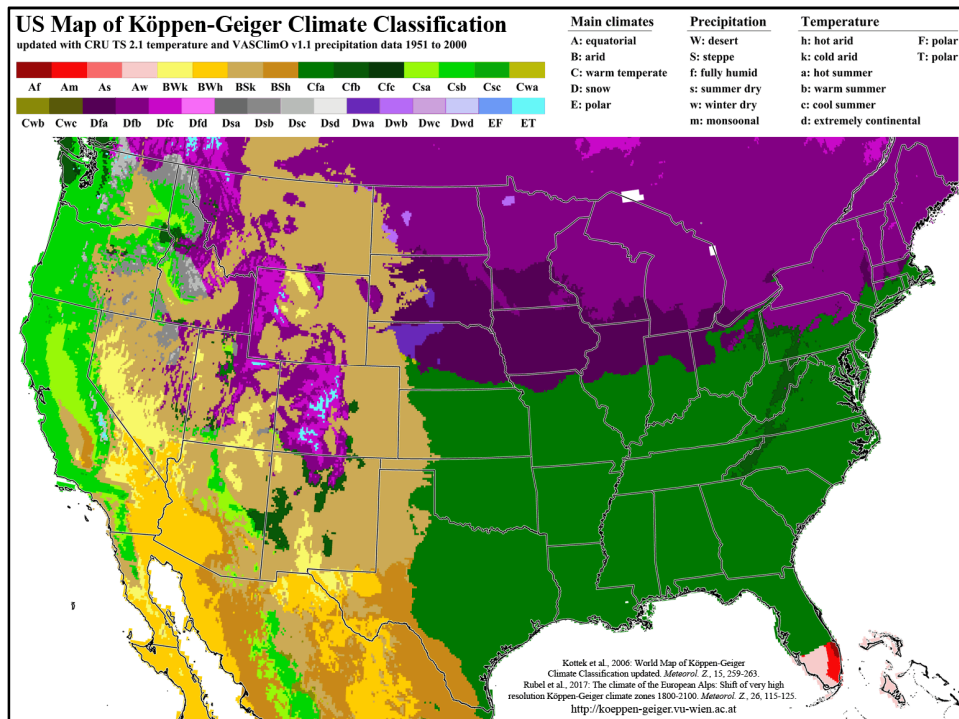 US Map of Köppen-Geiger Climate Classification
updated with CRU TS 2.1 temperature and VASClimO v1.1 precipitation data 1951 to 2000
Af Am As Aw BWk BWh BSk BSh Cfa Cfb Cfc Csa Csb Csc Cwa
Cwb Cwc Dfa Dfb Dfc Dfd Dsa Dsb Dsc Dsd Dwa Dwb Dwc Dwd EF ET
Main climates
A: equatorial
B: arid
C: warm temperate
D: snow
E: polar
Precipitation
W: desert
S: steppe
f: fully humid
s: summer dry
w: winter dry
m: monsoonal
Temperature
h: hot arid F: polar
k: cold arid T: polar
a: hot summer
b: warm summer
c: cool summer
d: extremely continental
Kottek et al., 2006: World Map of Köppen-Geiger
Climate Classification updated. Meteorol. Z., 15, 259-263.
Rubel et al., 2017: The climate of the European Alps: Shift of very high
resolution Köppen-Geiger climate zones 1800-2100. Meteorol. Z., 26, 115-125.
http://koeppen-geiger.vu-wien.ac.at